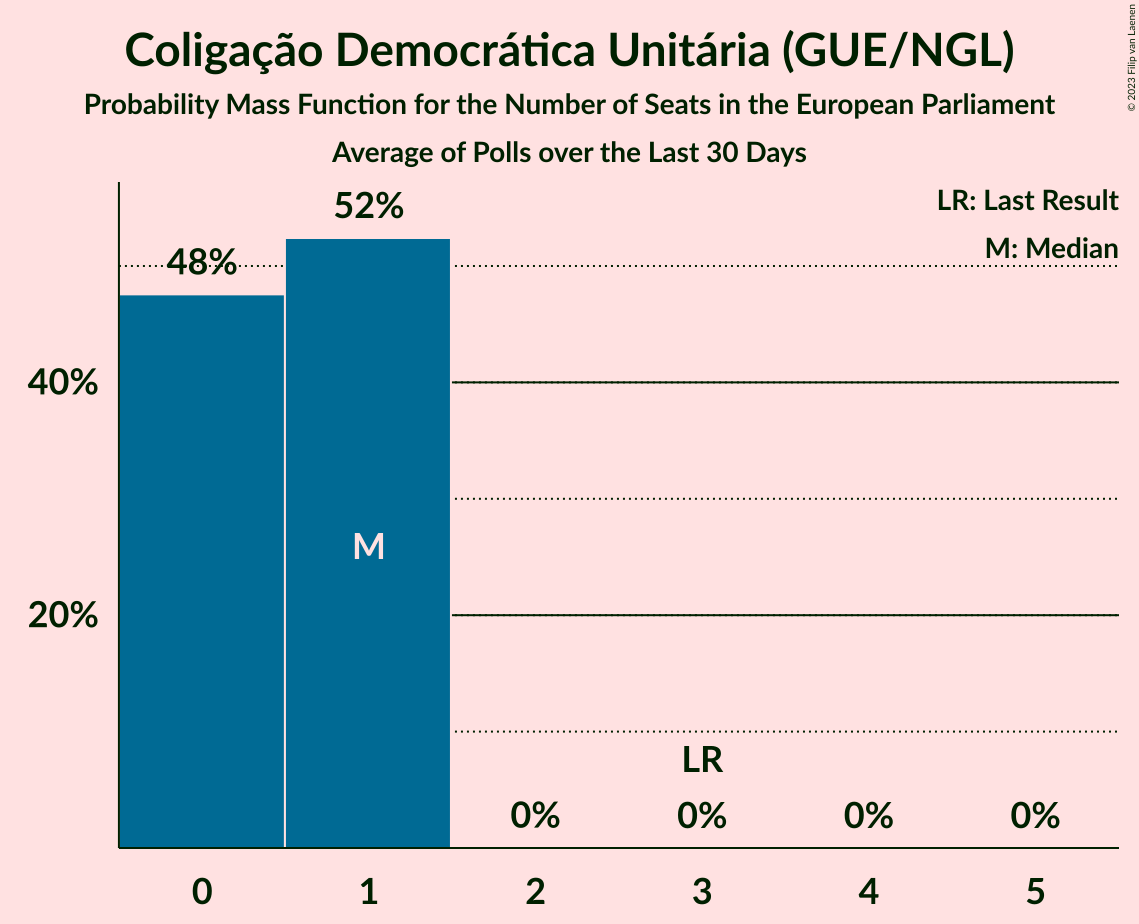 Coligação Democrática Unitária (GUE/NGL)
Probability Mass Function for the Number of Seats in the European Parliament
Average of Polls over the Last 30 Days
© 2023 Filip van Laenen
LR: Last Result
M: Median
52%
48%
40%
20%
M
LR
0% 0% 0% 0%
0 1 2 3 4 5